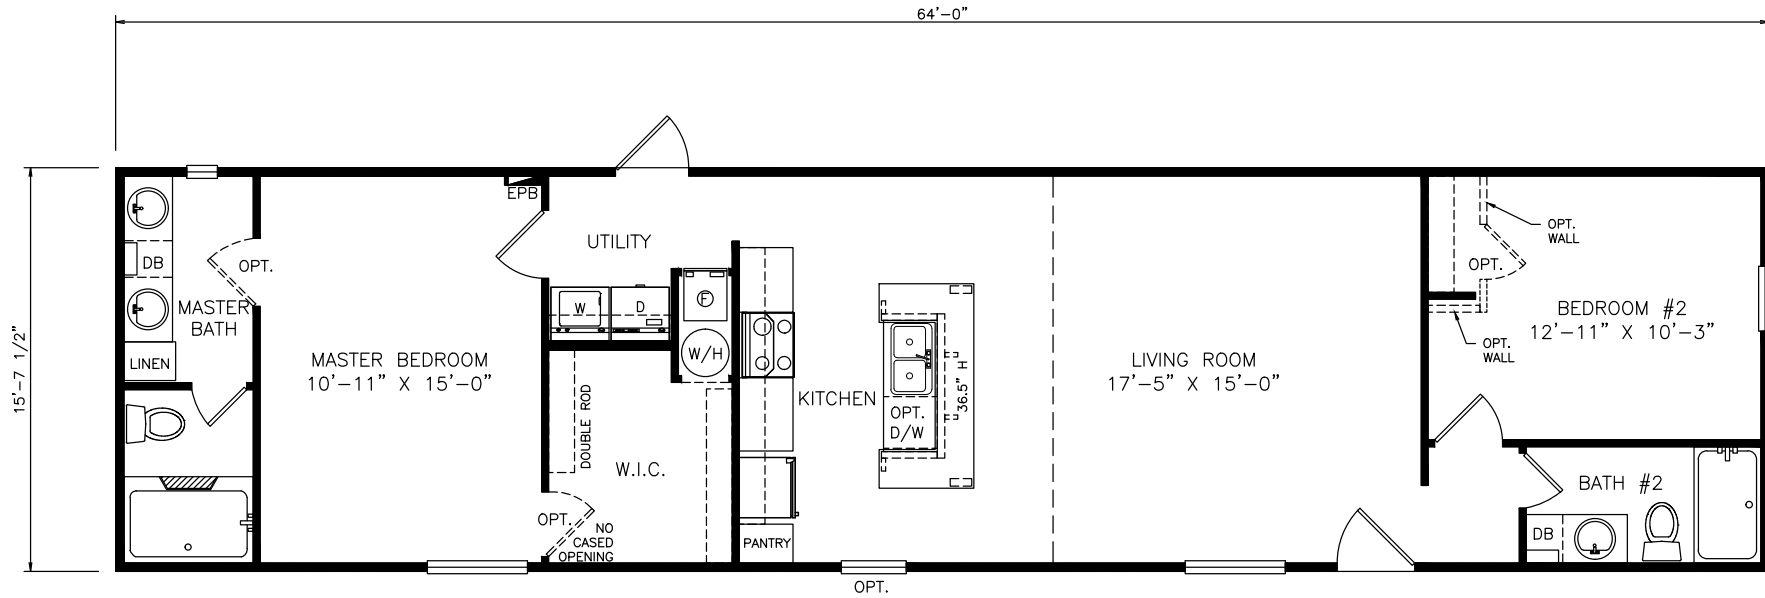 64'-0"
15'-7 1/2"
DB
OPT.
MASTER
BATH
LINEN
MASTER BEDROOM
10'-11" X 15'-0"
EPB
UTILITY
W
D
F
W/H
DOUBLE ROD
W.I.C.
OPT.
NO
CASED
OPENING
KITCHEN
PANTRY
OPT.
D/W
36.5" H
OPT.
LIVING ROOM
17'-5" X 15'-0"
OPT.
WALL
OPT.
OPT.
WALL
BEDROOM #2
12'-11" X 10'-3"
BATH #2
DB